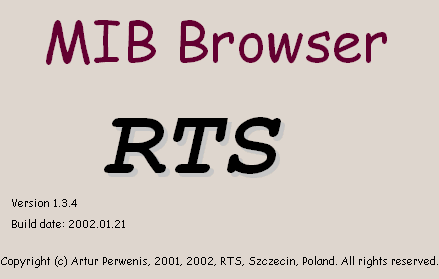 MIB Browser
RTS
Version 1.3.4
Build date: 2002.01.21
Copyright (c) Artur Perwenis, 2001, 2002, RTS, Szczecin, Poland. All rights reserved.